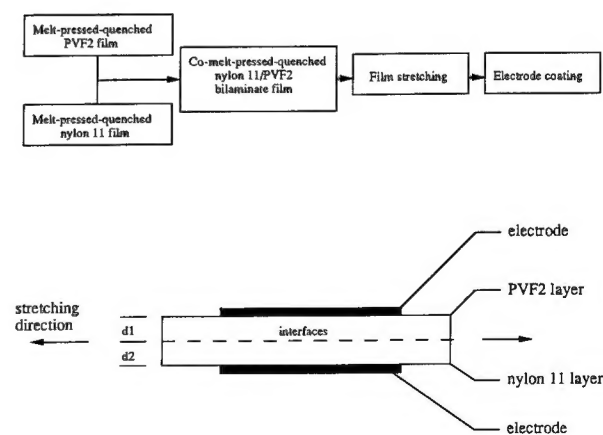 Melt-pressed-quenched
PVF2 film
Melt-pressed-quenched
nylon 11 film
Co-melt-pressed-quenched
nylon 11/PVF2
bilaminate film
Film stretching
Electrode coating
electrode
PVF2 layer
stretching
direction
d1
interfaces
d2
nylon 11 layer
electrode